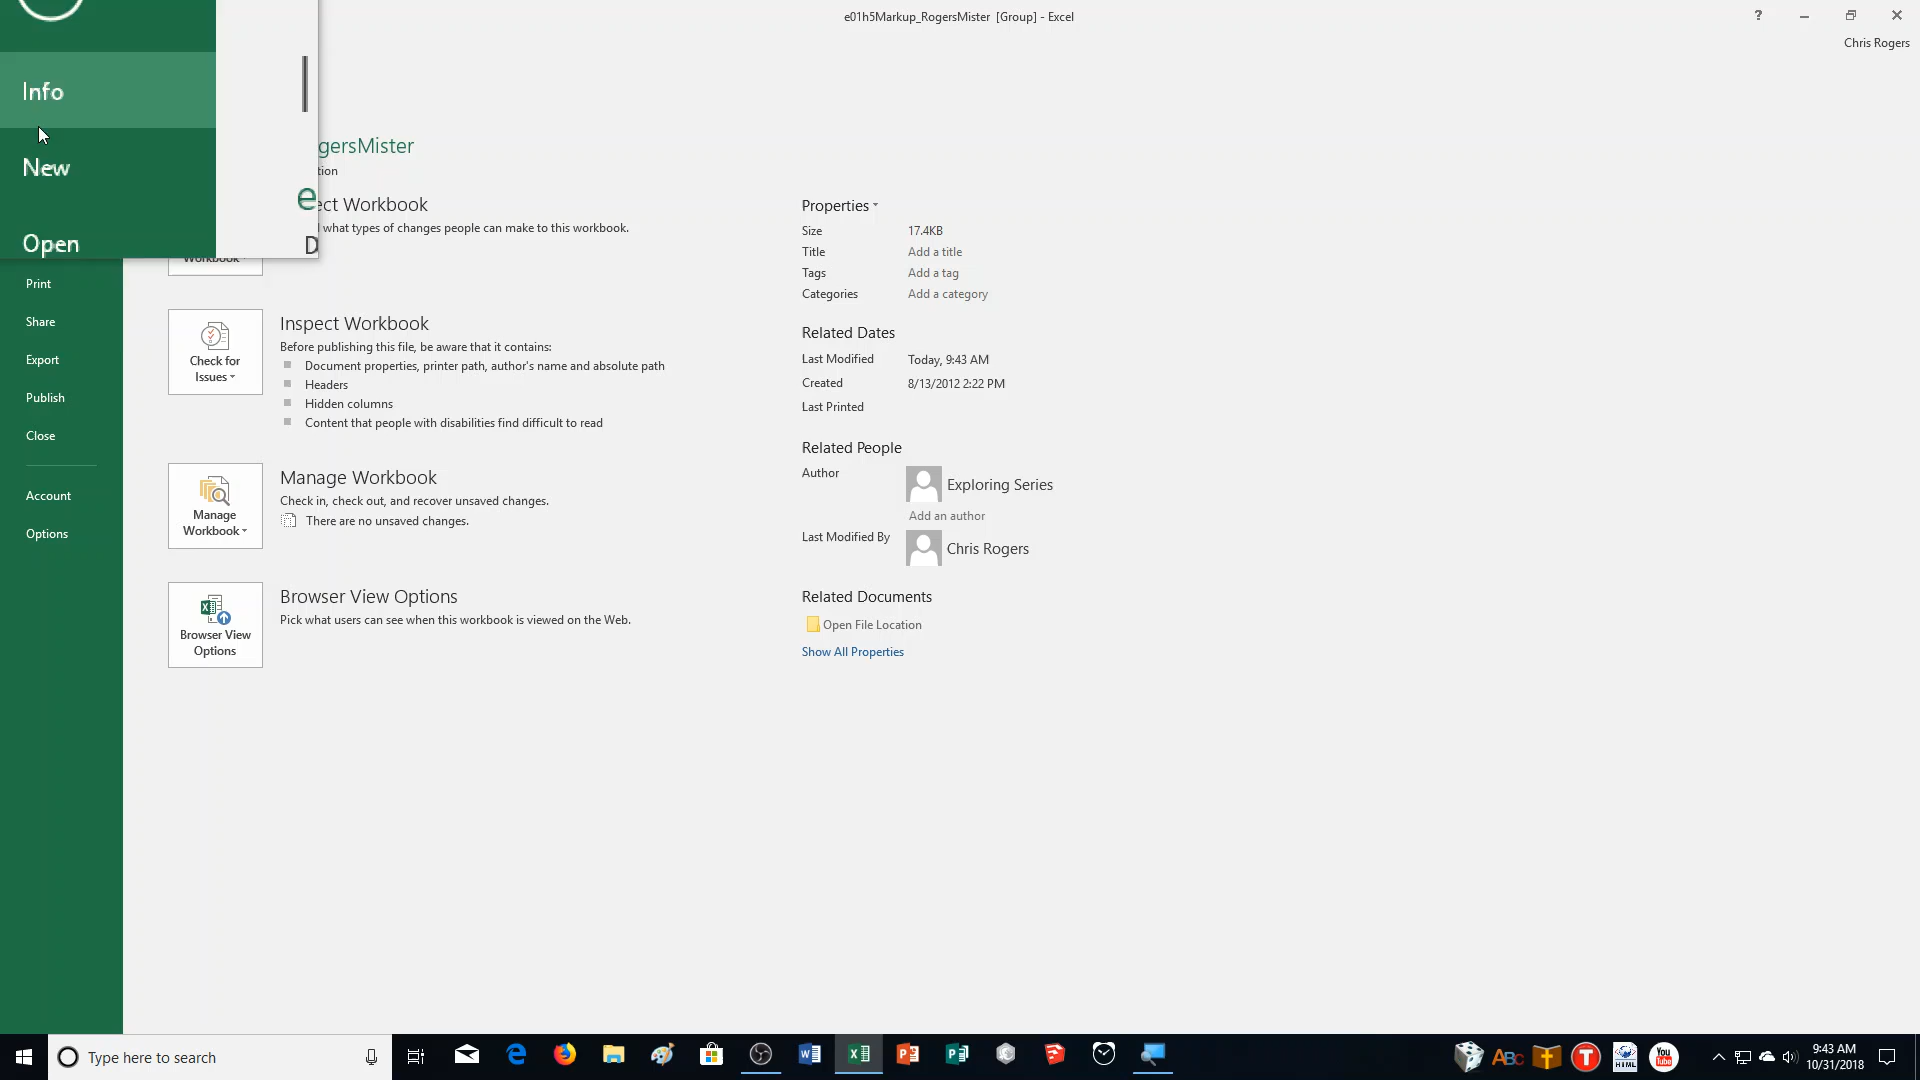 e01h5Markup_RogersMister [Group] - Excel
?
Chris Rogers
Info
New
Open
Print
Share
Export
Publish
Close
Account
Options
gersMister
tion
e
ect Workbook
what types of changes people can make to this workbook.
D
Workbook
Check for
Issues
Inspect Workbook
Before publishing this file, be aware that it contains:
Document properties, printer path, author's name and absolute path
Headers
Hidden columns
Content that people with disabilities find difficult to read
Manage
Workbook
Manage Workbook
Check in, check out, and recover unsaved changes.
There are no unsaved changes.
Browser View
Options
Browser View Options
Pick what users can see when this workbook is viewed on the Web.
Properties
Size 17.4KB
Title Add a title
Tags Add a tag
Categories Add a category
Related Dates
Last Modified Today, 9:43 AM
Created 8/13/2012 2:22 PM
Last Printed
Related People
Author Exploring Series
Add an author
Last Modified By Chris Rogers
Related Documents
Open File Location
Show All Properties
Type here to search
ABC
T
HTML
You
Tube
9:43 AM
10/31/2018